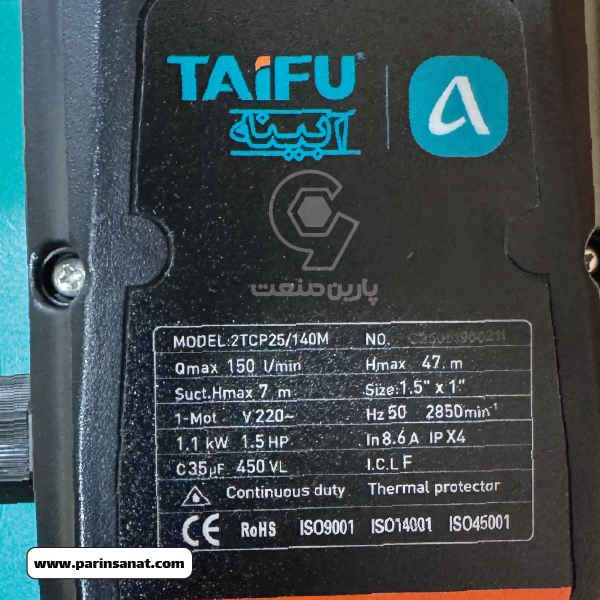 TAiFU®
آبینه
پارین صنعت
MODEL:2TCP25/140M NO.
Qmax 150 l/min Hmax 47. m
Suct.Hmax 7 m Size:1.5" x 1"
1-Mot V 220~ Hz 50 2850min⁻¹
1.1 kW 1.5 HP In 8.6 A IP X4
C 35 µF 450 VL I.C.L F
Continuous duty Thermal protector
CE RoHS ISO9001 ISO14001 ISO45001
www.parinsanat.com